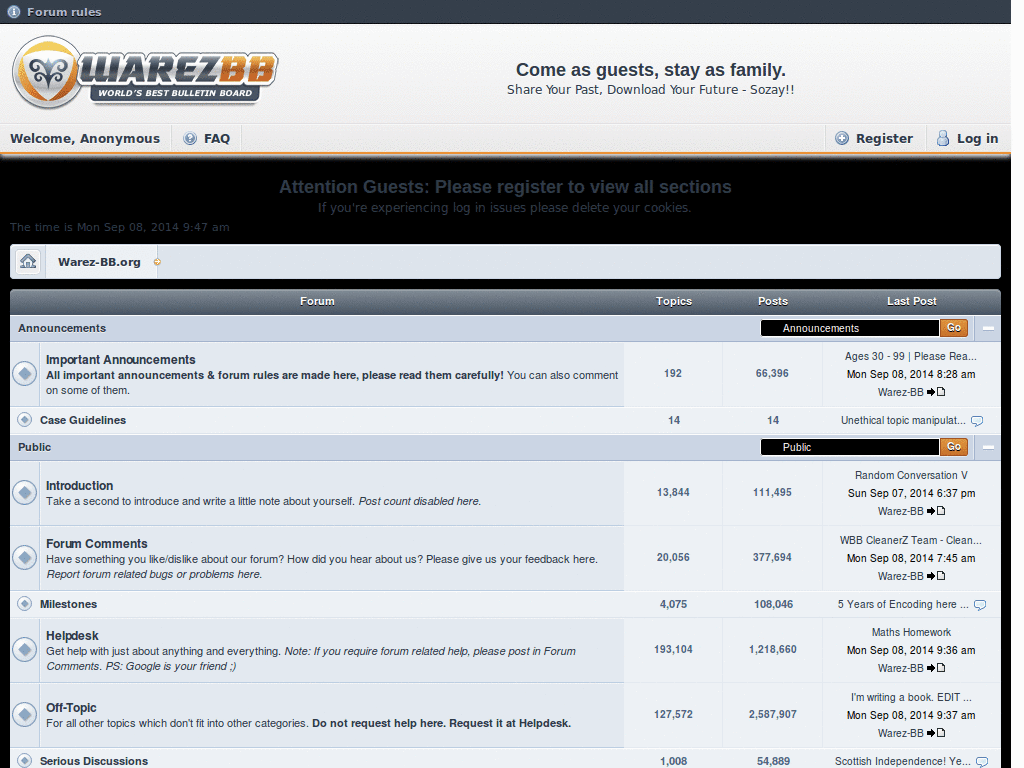 Forum rules
WAREZBB
WORLD'S BEST BULLETIN BOARD
Come as guests, stay as family.
Share Your Past, Download Your Future - Sozay!!
Welcome, Anonymous FAQ Register Log in
Attention Guests: Please register to view all sections
If you're experiencing log in issues please delete your cookies.
The time is Mon Sep 08, 2014 9:47 am
Warez-BB.org
Forum Topics Posts Last Post
Announcements Announcements Go
Important Announcements
All important announcements & forum rules are made here, please read them carefully! You can also comment
on some of them.
192 66,396
Ages 30 - 99 | Please Rea...
Mon Sep 08, 2014 8:28 am
Warez-BB
Case Guidelines 14 14 Unethical topic manipulat...
Public Public Go
Introduction
Take a second to introduce and write a little note about yourself. Post count disabled here.
13,844 111,495
Random Conversation V
Sun Sep 07, 2014 6:37 pm
Warez-BB
Forum Comments
Have something you like/dislike about our forum? How did you hear about us? Please give us your feedback here.
Report forum related bugs or problems here.
20,056 377,694
WBB CleanerZ Team - Clean...
Mon Sep 08, 2014 7:45 am
Warez-BB
Milestones 4,075 108,046 5 Years of Encoding here ...
Helpdesk
Get help with just about anything and everything. Note: If you require forum related help, please post in Forum
Comments. PS: Google is your friend ;)
193,104 1,218,660
Maths Homework
Mon Sep 08, 2014 9:36 am
Warez-BB
Off-Topic
For all other topics which don't fit into other categories. Do not request help here. Request it at Helpdesk.
127,572 2,587,907
I'm writing a book. EDIT ...
Mon Sep 08, 2014 9:37 am
Warez-BB
Serious Discussions 1,008 54,889 Scottish Independence! Ye...